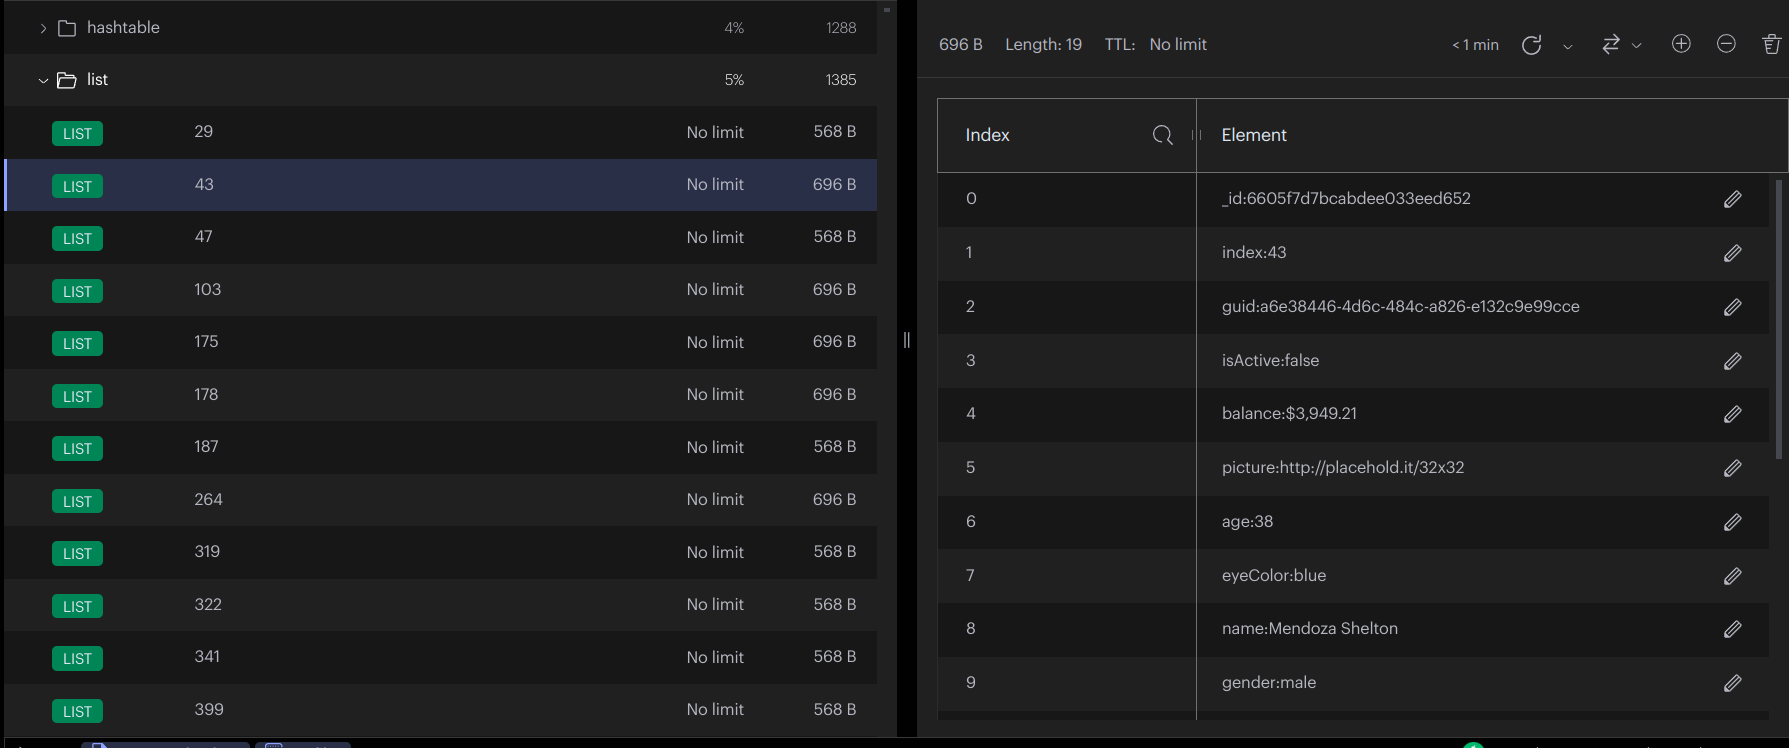 hashtable 4% 1288
list 5% 1385
LIST 29 No limit 568 B
LIST 43 No limit 696 B
LIST 47 No limit 568 B
LIST 103 No limit 696 B
LIST 175 No limit 696 B
LIST 178 No limit 696 B
LIST 187 No limit 568 B
LIST 264 No limit 696 B
LIST 319 No limit 568 B
LIST 322 No limit 568 B
LIST 341 No limit 568 B
LIST 399 No limit 568 B
696 B Length: 19 TTL: No limit < 1 min
Index Element
0 _id:6605f7d7bcabdee033eed652
1 index:43
2 guid:a6e38446-4d6c-484c-a826-e132c9e99cce
3 isActive:false
4 balance:$3,949.21
5 picture:http://placehold.it/32x32
6 age:38
7 eyeColor:blue
8 name:Mendoza Shelton
9 gender:male